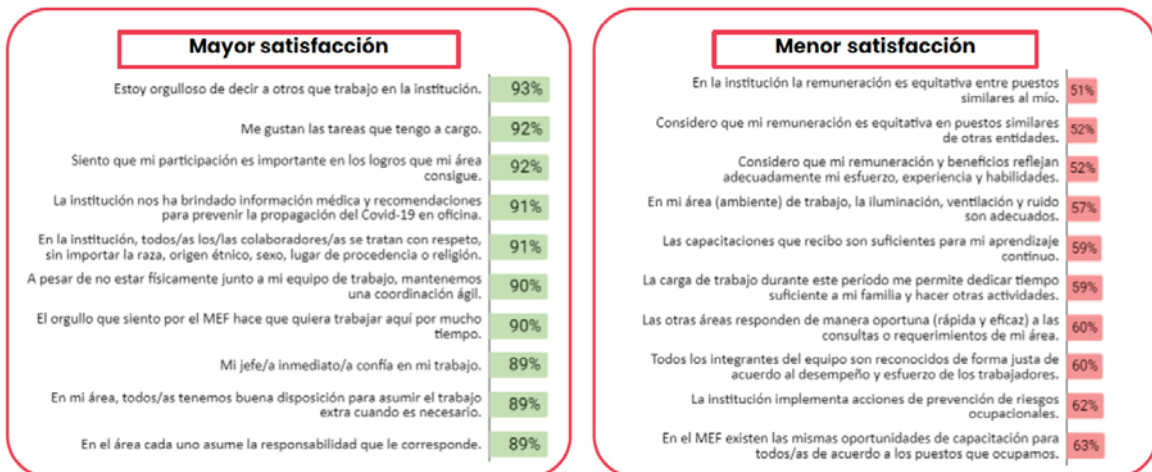 Mayor satisfacción
Estoy orgulloso de decir a otros que trabajo en la institución.
93%
Me gustan las tareas que tengo a cargo.
92%
Siento que mi participación es importante en los logros que mi área
consigue.
92%
La institución nos ha brindado información médica y recomendaciones
para prevenir la propagación del Covid-19 en oficina.
91%
En la institución, todos/as los/las colaboradores/as se tratan con respeto,
sin importar la raza, origen étnico, sexo, lugar de procedencia o religión.
91%
A pesar de no estar físicamente junto a mi equipo de trabajo, mantenemos
una coordinación ágil.
90%
El orgullo que siento por el MEF hace que quiera trabajar aquí por mucho
tiempo.
90%
Mi jefe/a inmediato/a confía en mi trabajo.
89%
En mi área, todos/as tenemos buena disposición para asumir el trabajo
extra cuando es necesario.
89%
En el área cada uno asume la responsabilidad que le corresponde.
89%
Menor satisfacción
En la institución la remuneración es equitativa entre puestos
similares al mío.
51%
Considero que mi remuneración es equitativa en puestos similares
de otras entidades.
52%
Considero que mi remuneración y beneficios reflejan
adecuadamente mi esfuerzo, experiencia y habilidades.
52%
En mi área (ambiente) de trabajo, la iluminación, ventilación y ruido
son adecuados.
57%
Las capacitaciones que recibo son suficientes para mi aprendizaje
continuo.
59%
La carga de trabajo durante este período me permite dedicar tiempo
suficiente a mi familia y hacer otras actividades.
59%
Las otras áreas responden de manera oportuna (rápida y eficaz) a las
consultas o requerimientos de mi área.
60%
Todos los integrantes del equipo son reconocidos de forma justa de
acuerdo al desempeño y esfuerzo de los trabajadores.
60%
La institución implementa acciones de prevención de riesgos
ocupacionales.
62%
En el MEF existen las mismas oportunidades de capacitación para
todos/as de acuerdo a los puestos que ocupamos.
63%